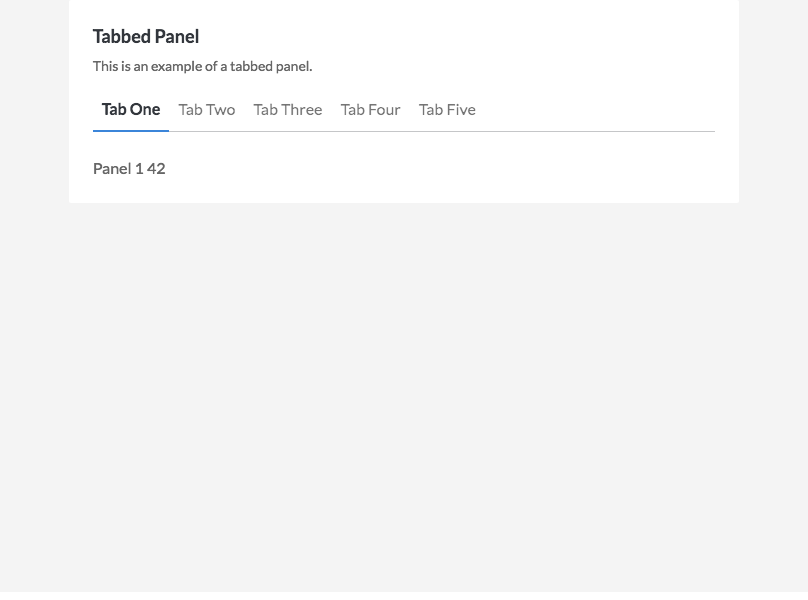 Tabbed Panel
This is an example of a tabbed panel.
Tab One Tab Two Tab Three Tab Four Tab Five
Panel 1 42